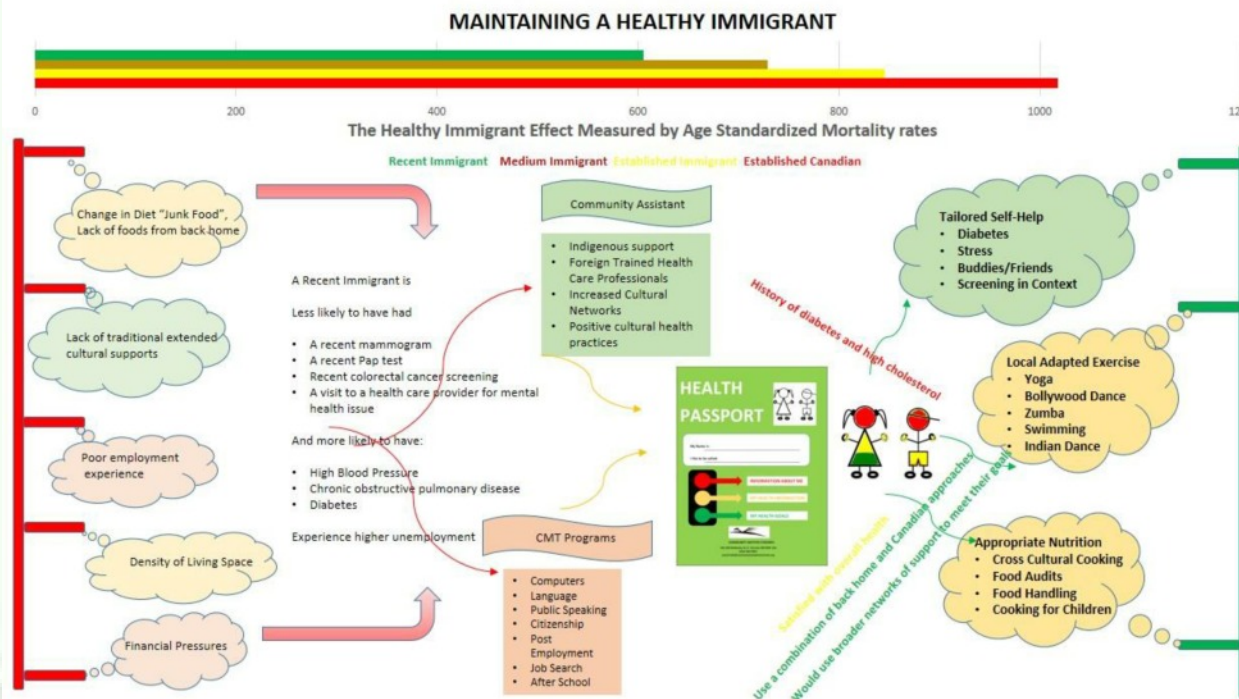 MAINTAINING A HEALTHY IMMIGRANT
0 200 400 600 800 1000
The Healthy Immigrant Effect Measured by Age Standardized Mortality rates
Recent Immigrant Medium Immigrant Established Immigrant Established Canadian
Change in Diet "Junk Food",
Lack of foods from back home
Lack of traditional extended
cultural supports
Poor employment
experience
Density of Living Space
Financial Pressures
A Recent Immigrant is
Less likely to have had
• A recent mammogram
• A recent Pap test
• Recent colorectal cancer screening
• A visit to a health care provider for mental
health issue
And more likely to have:
• High Blood Pressure
• Chronic obstructive pulmonary disease
• Diabetes
Experience higher unemployment
Community Assistant
• Indigenous support
• Foreign Trained Health
Care Professionals
• Increased Cultural
Networks
• Positive cultural health
practices
CMT Programs
• Computers
• Language
• Public Speaking
• Citizenship
• Post
Employment
• Job Search
• After School
HEALTH
PASSPORT
INFORMATION ABOUT ME
History of diabetes and high cholesterol
Satisfied with overall health
Use a combination of back home and Canadian approaches
Would use broader networks of support to meet their goals
Tailored Self-Help
• Diabetes
• Stress
• Buddies/Friends
• Screening in Context
Local Adapted Exercise
• Yoga
• Bollywood Dance
• Zumba
• Swimming
• Indian Dance
Appropriate Nutrition
• Cross Cultural Cooking
• Food Audits
• Food Handling
• Cooking for Children